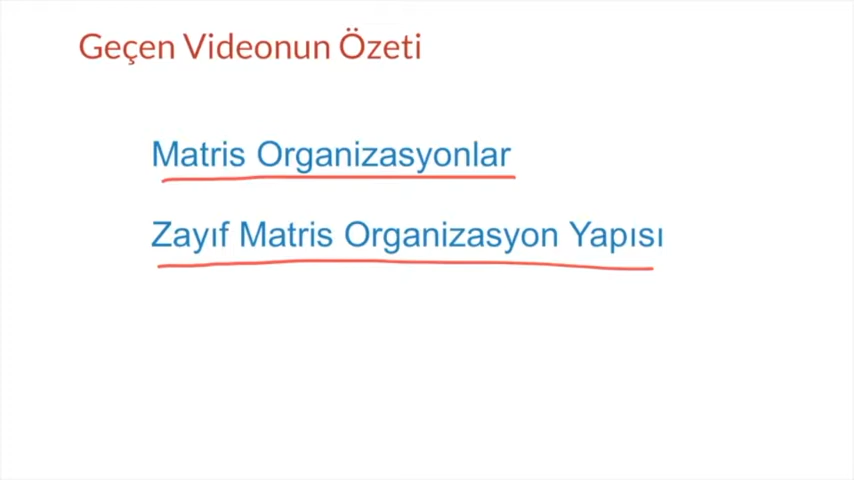 Geçen Videonun Özeti
Matris Organizasyonlar
Zayıf Matris Organizasyon Yapısı